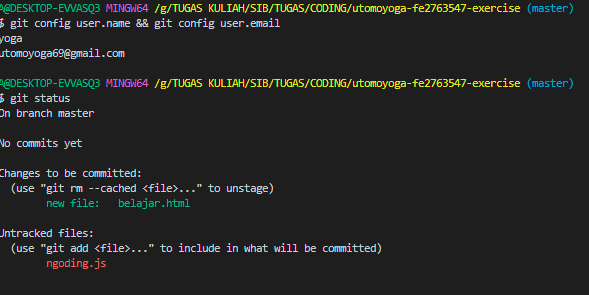 A@DESKTOP-EVVASQ3 MINGW64 /g/TUGAS KULIAH/SIB/TUGAS/CODING/utomoyoga-fe2763547-exercise (master)
$ git config user.name && git config user.email
yoga
utomoyoga69@gmail.com
A@DESKTOP-EVVASQ3 MINGW64 /g/TUGAS KULIAH/SIB/TUGAS/CODING/utomoyoga-fe2763547-exercise (master)
$ git status
On branch master
No commits yet
Changes to be committed:
(use "git rm --cached <file>..." to unstage)
new file:   belajar.html
Untracked files:
(use "git add <file>..." to include in what will be committed)
ngoding.js